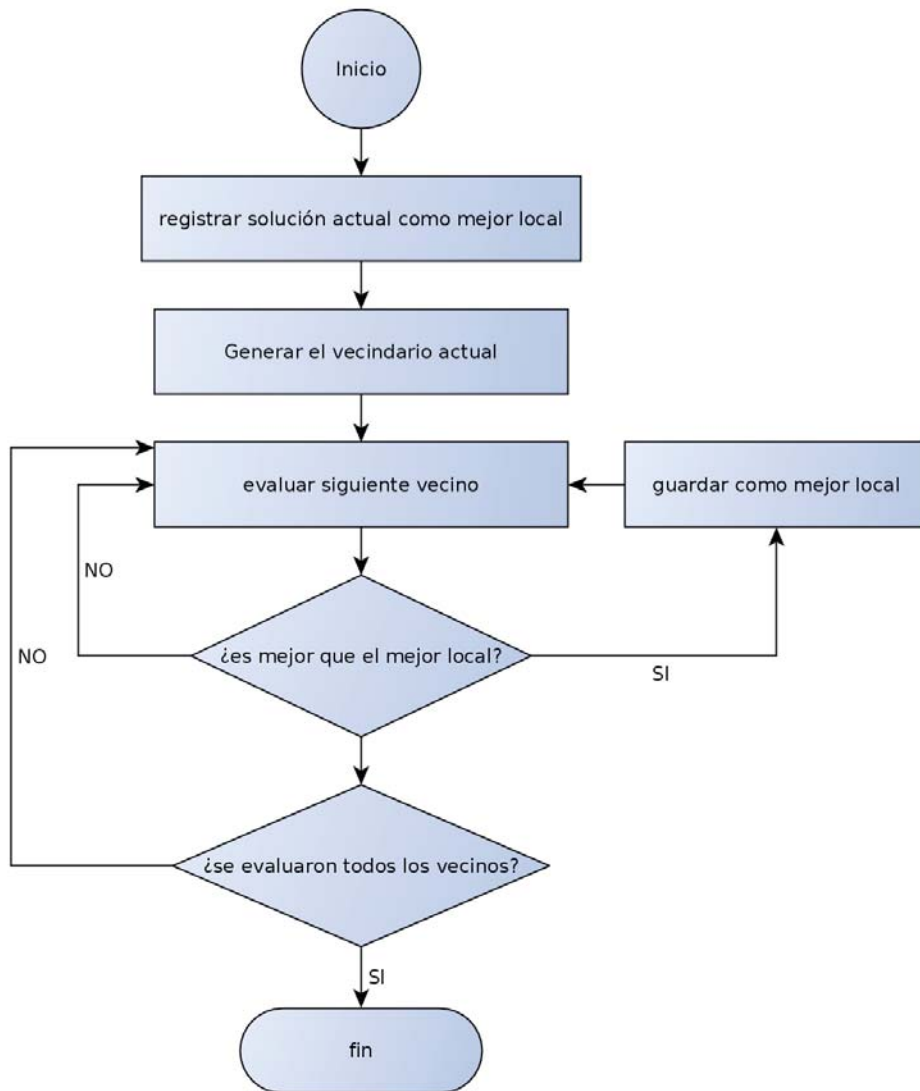 Inicio
registrar solución actual como mejor local
Generar el vecindario actual
evaluar siguiente vecino
guardar como mejor local
NO
¿es mejor que el mejor local?
NO
SI
¿se evaluaron todos los vecinos?
SI
fin